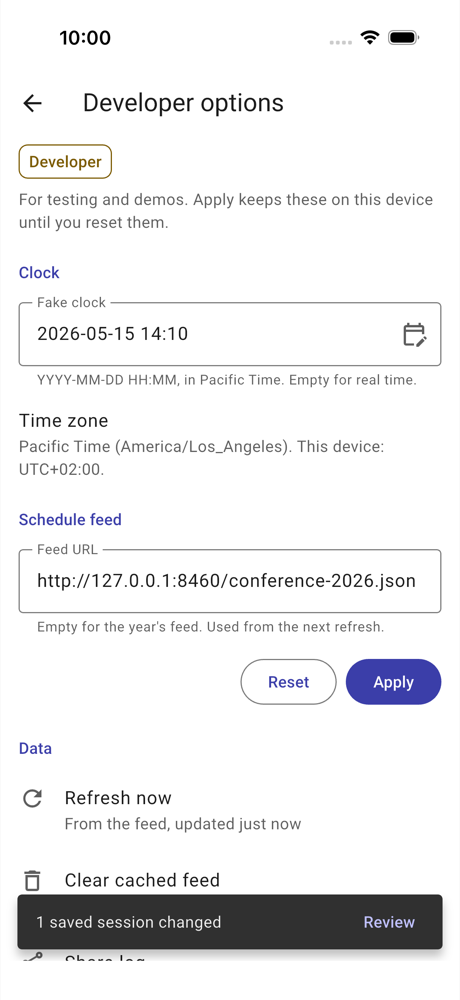 10:00
Developer options
Developer
For testing and demos. Apply keeps these on this device
until you reset them.
Clock
Fake clock
2026-05-15 14:10
YYYY-MM-DD HH:MM, in Pacific Time. Empty for real time.
Time zone
Pacific Time (America/Los_Angeles). This device:
UTC+02:00.
Schedule feed
Feed URL
http://127.0.0.1:8460/conference-2026.json
Empty for the year's feed. Used from the next refresh.
Reset
Apply
Data
Refresh now
From the feed, updated just now
Clear cached feed
1 saved session changed
Review
Share log